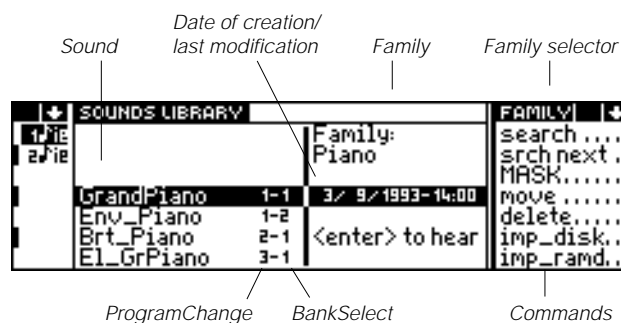 Date of creation/
Sound last modification Family Family selector
SOUNDS LIBRARY FAMILY
Family: search ....
Piano srch next .
MASK......
GrandPiano 1-1 3/ 9/1993-14:00 move ......
Env_Piano 1-2 delete.....
Brt_Piano 2-1 <enter> to hear imp_disk..
El_GrPiano 3-1 imp_ramd..
ProgramChange BankSelect Commands